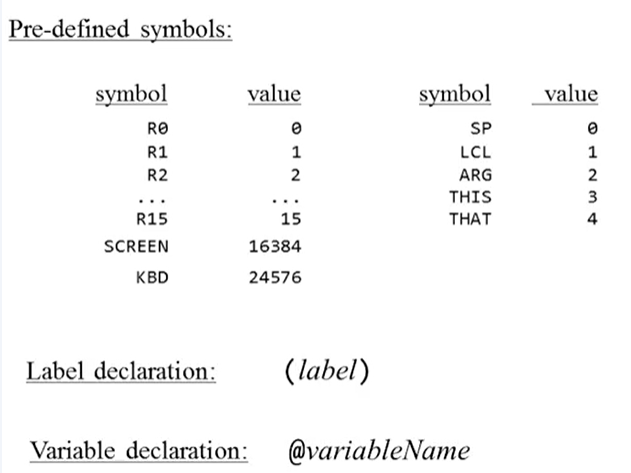 Pre-defined symbols:
symbol value symbol value
R0 0 SP 0
R1 1 LCL 1
R2 2 ARG 2
... ... THIS 3
R15 15 THAT 4
SCREEN 16384
KBD 24576
Label declaration: (label)
Variable declaration: @variableName